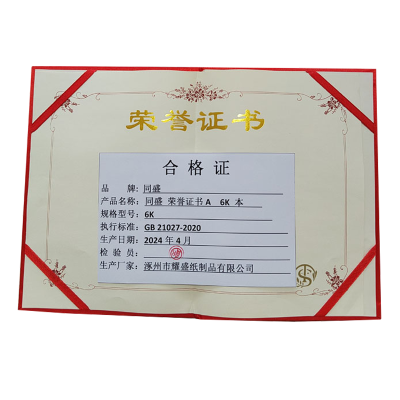 荣誉证书
合格证
品 牌：同盛
产品名称：同盛 荣誉证书 A 6K 本
规格型号：6K
执行标准：GB 21027-2020
生产日期：2024 年 4 月
检 验 员：
生产厂家：涿州市耀盛纸制品有限公司